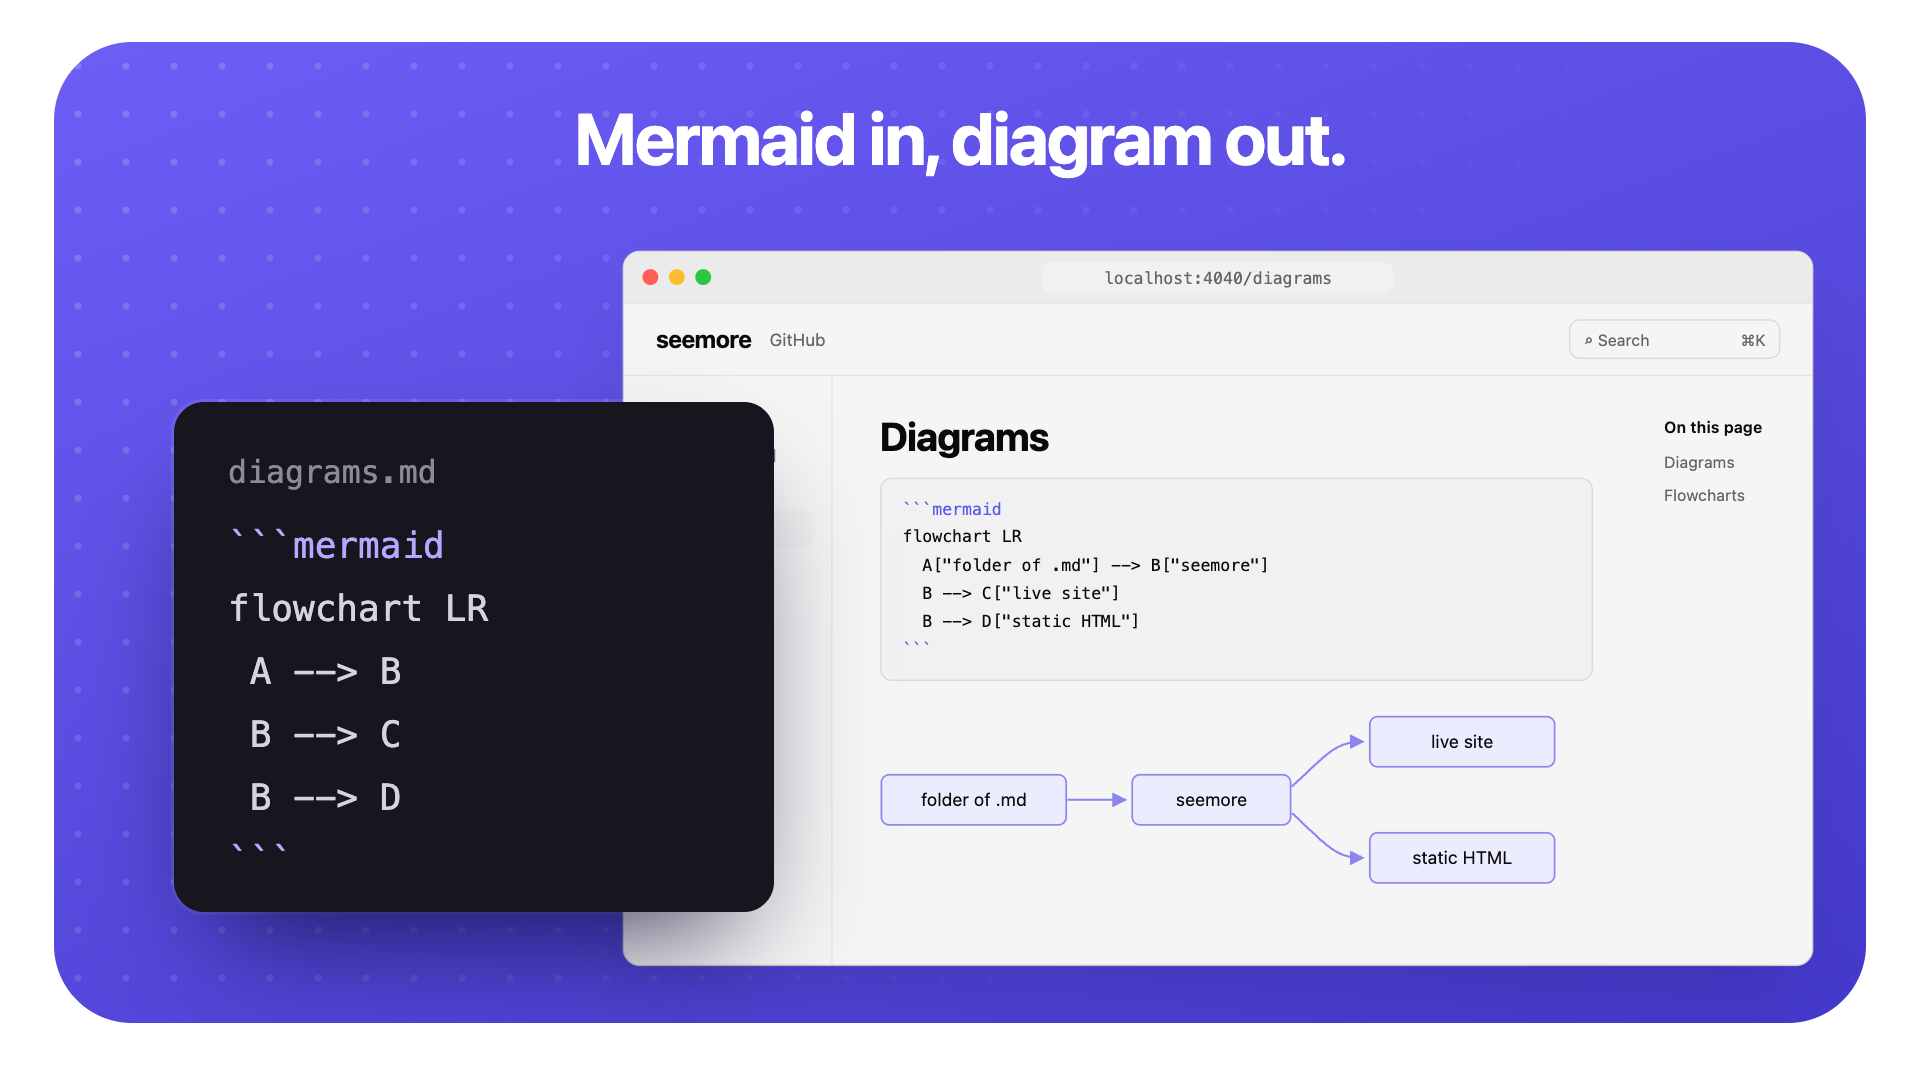 Mermaid in, diagram out.
localhost:4040/diagrams
seemore GitHub
Search ⌘K
diagrams.md
```mermaid
flowchart LR
A --> B
B --> C
B --> D
```
Diagrams
```mermaid
flowchart LR
A["folder of .md"] --> B["seemore"]
B --> C["live site"]
B --> D["static HTML"]
```
folder of .md
seemore
live site
static HTML
On this page
Diagrams
Flowcharts